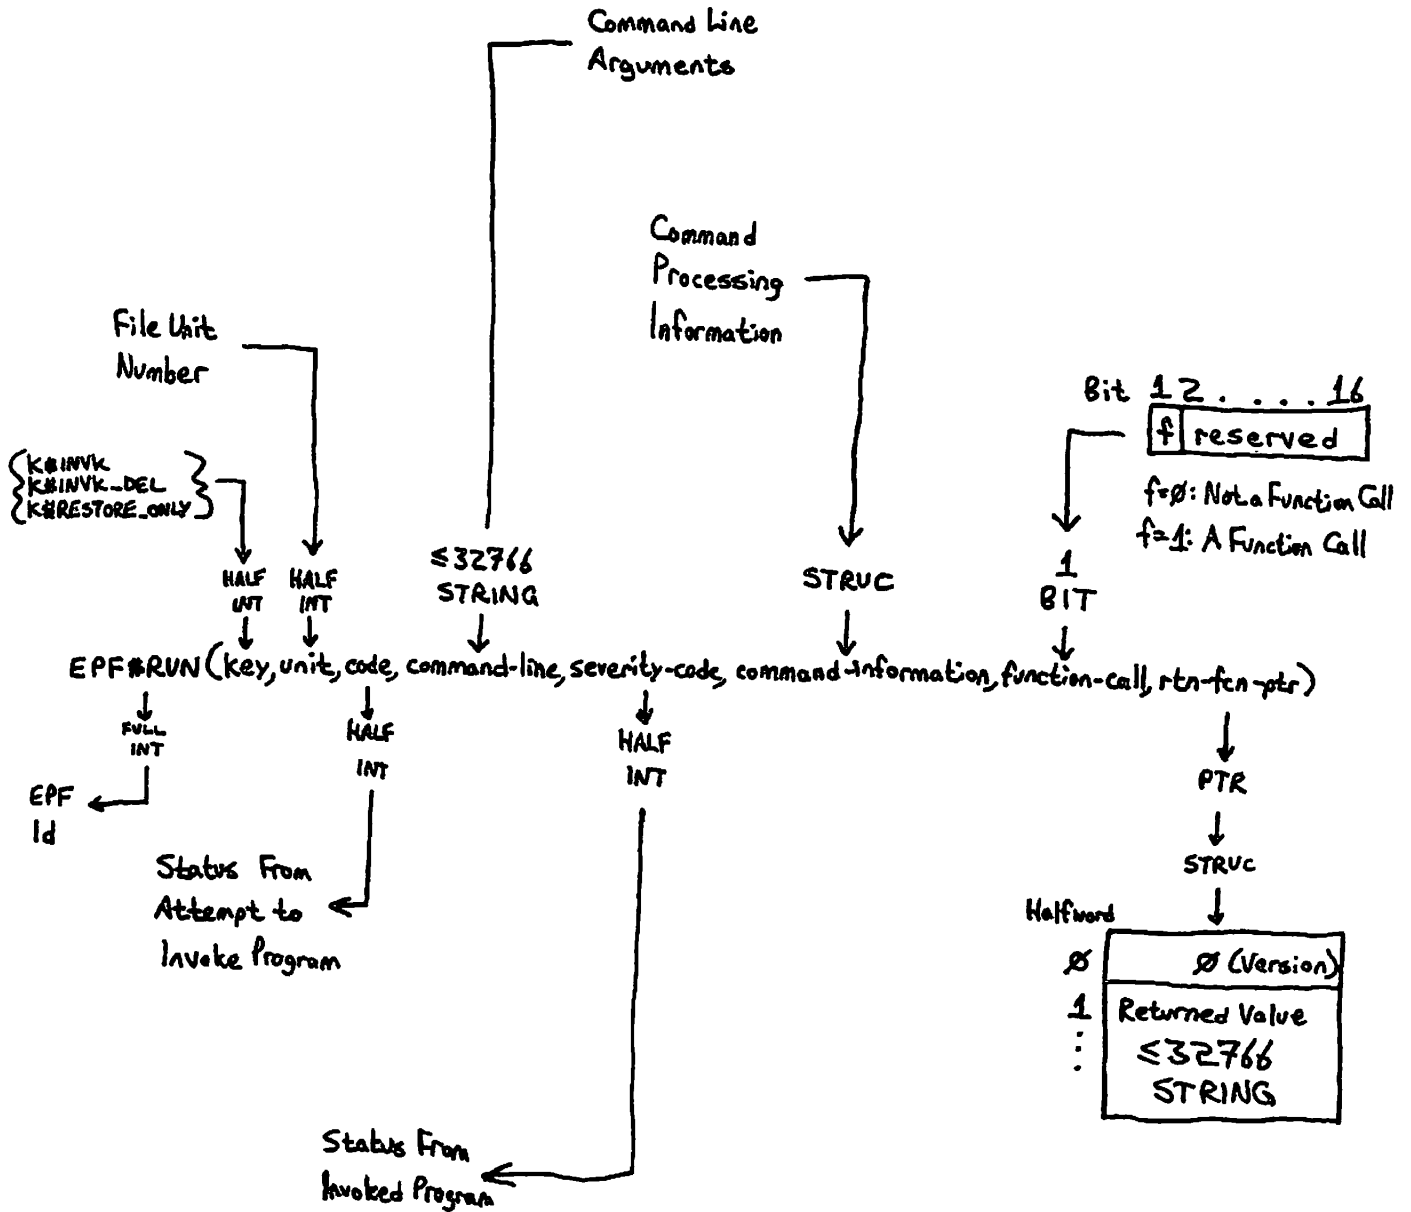 Command Line
Arguments
Command
Processing
Information
File Unit
Number
Bit 1 2 . . . . 16
f reserved
f=∅: Not a Function Call
f=1: A Function Call
K#INVK
K#INVK_DEL
K#RESTORE_ONLY
HALF
INT
HALF
INT
≤32766
STRING
STRUC
1
BIT
EPF#RUN(key, unit, code, command-line, severity-code, command-information, function-call, rtn-fcn-ptr)
FULL
INT
HALF
INT
HALF
INT
PTR
EPF
Id
STRUC
Status From
Attempt to
Invoke Program
Halfword
∅ ∅ (Version)
1 Returned Value
≤32766
STRING
Status From
Invoked Program